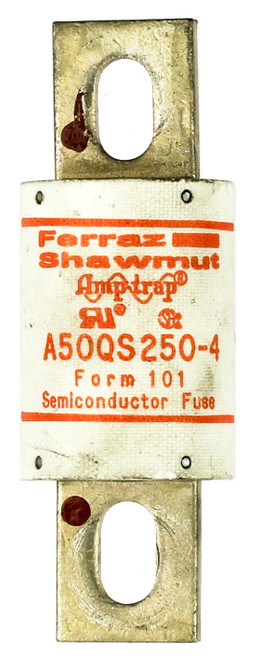 Ferraz
Shawmut
Amp-trap®
A50QS250-4
Form 101
Semiconductor Fuse